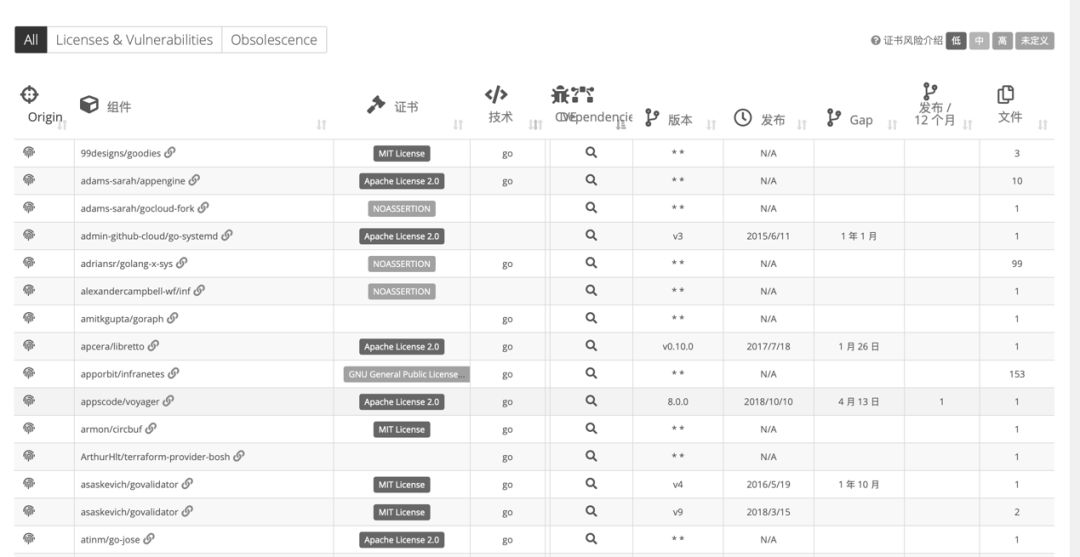 All Licenses & Vulnerabilities Obsolescence
证书风险介绍 低 中 高 未定义
Origin 组件 证书 技术 CVE Dependencies 版本 发布 Gap 发布 / 12 个月 文件
99designs/goodies MIT License go ** N/A 3
adams-sarah/appengine Apache License 2.0 go ** N/A 10
adams-sarah/gocloud-fork NOASSERTION ** N/A 1
admin-github-cloud/go-systemd Apache License 2.0 go v3 2015/6/11 1 年 1 月 1
adriansr/golang-x-sys NOASSERTION go ** N/A 99
alexandercampbell-wf/inf NOASSERTION ** N/A 1
amitkgupta/goraph go ** N/A 1
apcera/libretto Apache License 2.0 go v0.10.0 2017/7/18 1 月 26 日 1
apporbit/infranetes GNU General Public License... go ** N/A 153
appscode/voyager Apache License 2.0 go 8.0.0 2018/10/10 4 月 13 日 1 1
armon/circbuf MIT License go ** N/A 1
ArthurHlt/terraform-provider-bosh go ** N/A 1
asaskevich/govalidator MIT License go v4 2016/5/19 1 年 10 月 1
asaskevich/govalidator MIT License go v9 2018/3/15 2
atinm/go-jose Apache License 2.0 go ** N/A 1